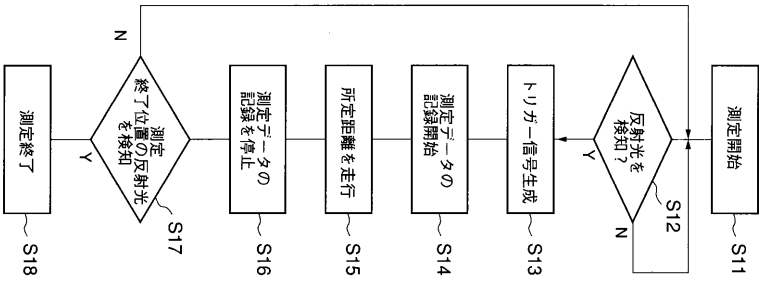 測定開始
S11
反射光を
検知？
S12
N
Y
トリガー信号生成
S13
測定データの
記録開始
S14
所定距離を走行
S15
測定データの
記録を停止
S16
測定
終了位置の反射光
を検知
S17
N
Y
測定終了
S18